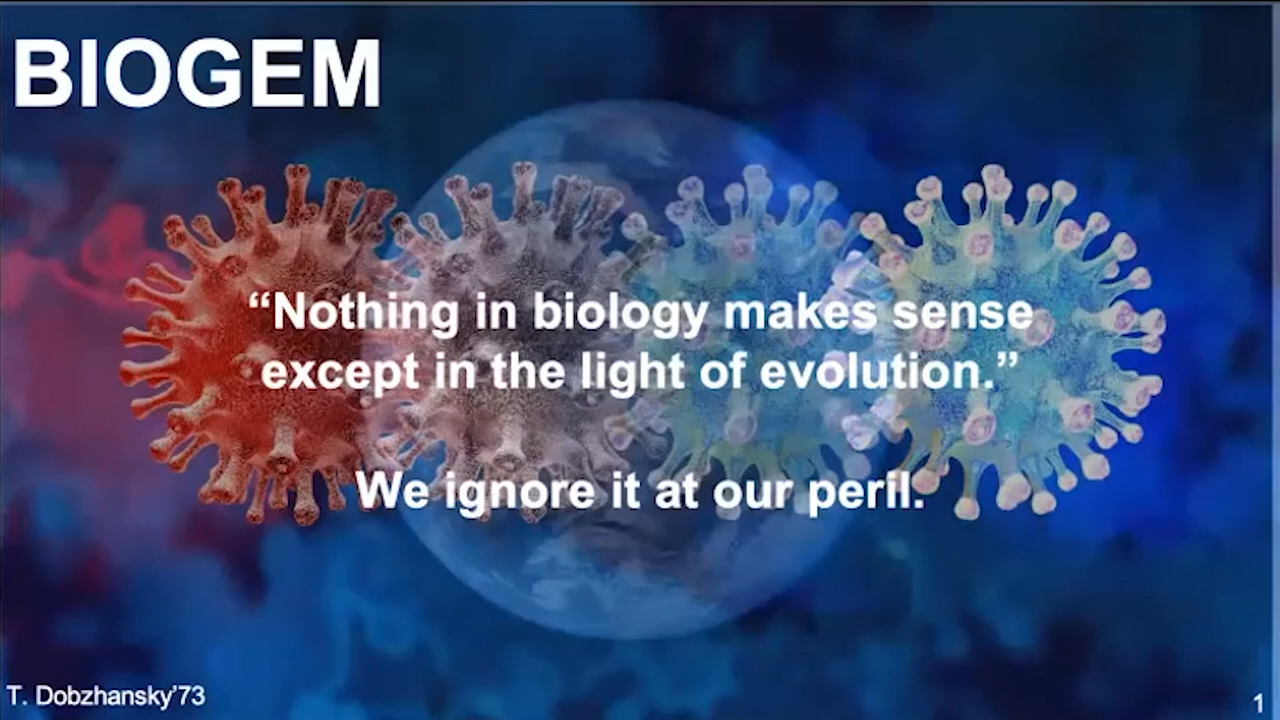 BIOGEM
“Nothing in biology makes sense
except in the light of evolution.”
We ignore it at our peril.
T. Dobzhansky’73
1